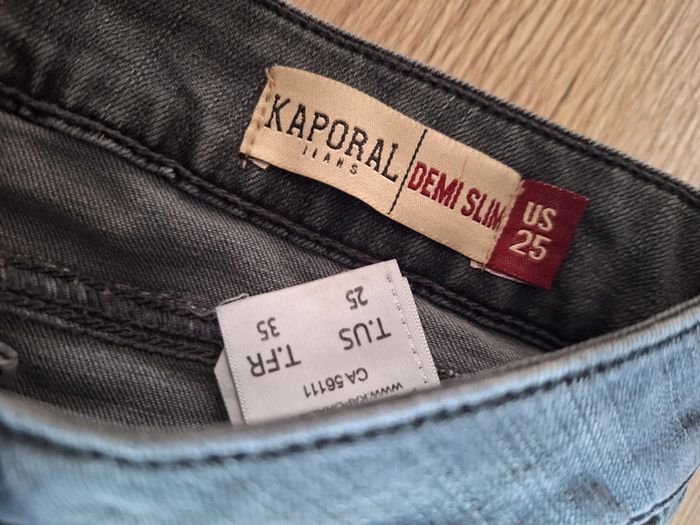 KAPORAL
JEANS
DEMI SLIM
US
25
T.US
25
T.FR
35
CA 56111